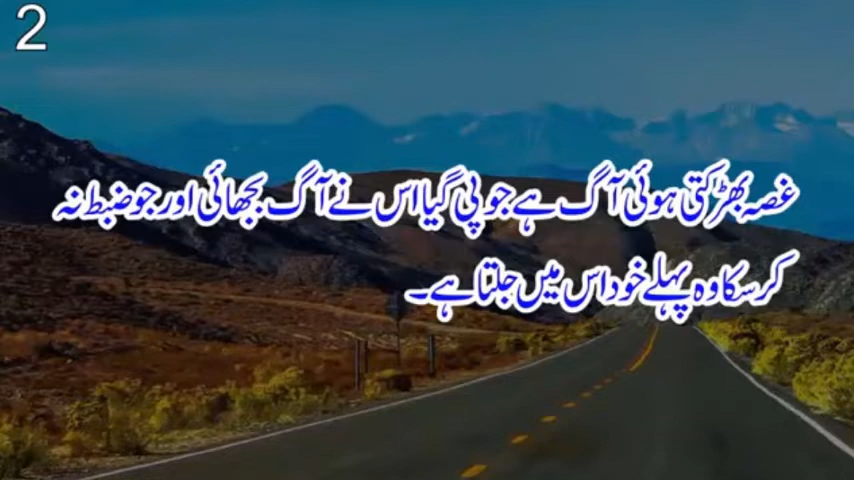 2
غصہ بھڑکتی ہوئی آگ ہے جو پی گیا اس نے آگ بجھائی اور جو ضبط نہ
کر سکا وہ پہلے خود اس میں جلتا ہے۔